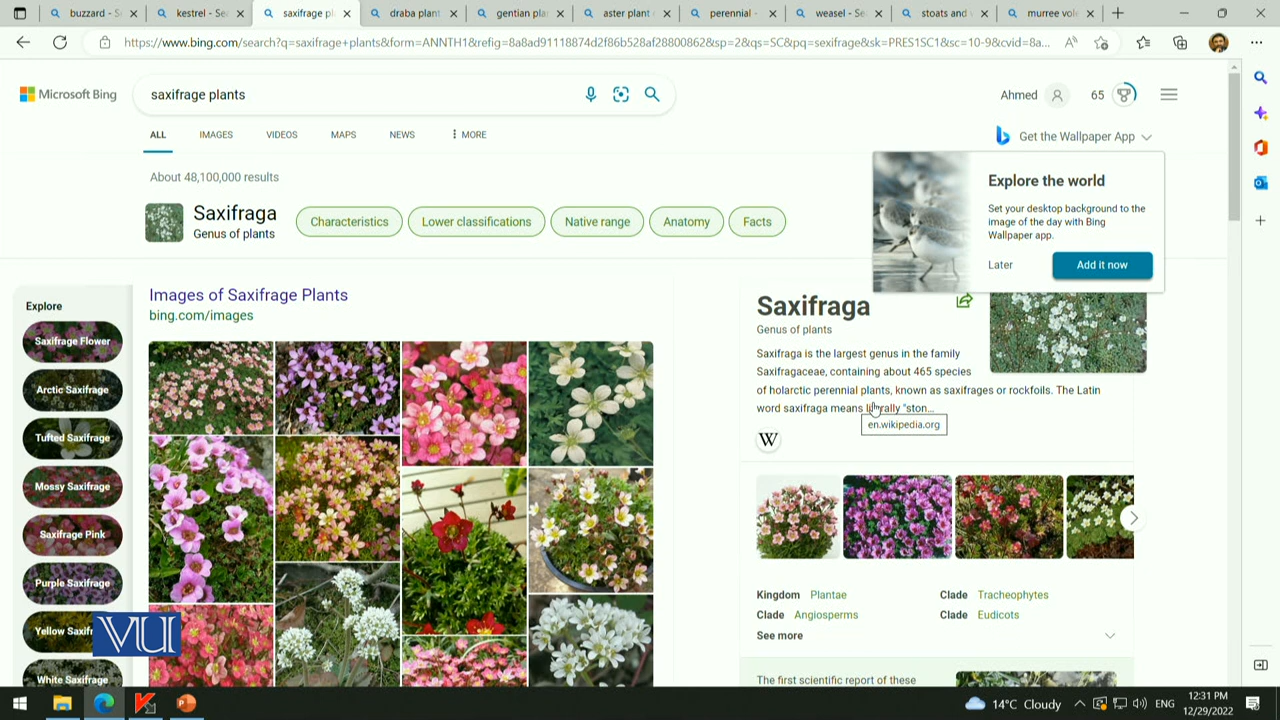 buzzard - S
kestrel - Se
saxifrage pl
draba plant
gentian pla
aster plant
perennial -
weasel - Se
stoats and
murree vol
https://www.bing.com/search?q=saxifrage+plants&form=ANNTH1&refig=8a8ad91118874d2f86b528af28800862&sp=2&qs=SC&pq=sexifrage&sk=PRES1SC1&sc=10-9&cvid=8a...
Microsoft Bing
saxifrage plants
Ahmed
65
ALL
IMAGES
VIDEOS
MAPS
NEWS
MORE
Get the Wallpaper App
About 48,100,000 results
Explore the world
Set your desktop background to the
image of the day with Bing
Wallpaper app.
Later
Add it now
Saxifraga
Genus of plants
Characteristics
Lower classifications
Native range
Anatomy
Facts
Explore
Saxifrage Flower
Arctic Saxifrage
Tufted Saxifrage
Mossy Saxifrage
Saxifrage Pink
Purple Saxifrage
Yellow Saxifr
White Saxifrage
Images of Saxifrage Plants
bing.com/images
Saxifraga
Genus of plants
Saxifraga is the largest genus in the family
Saxifragaceae, containing about 465 species
of holarctic perennial plants, known as saxifrages or rockfoils. The Latin
word saxifraga means literally "ston...
en.wikipedia.org
W
Kingdom Plantae
Clade Tracheophytes
Clade Angiosperms
Clade Eudicots
See more
The first scientific report of these
VU
14°C Cloudy
ENG
12:31 PM
12/29/2022